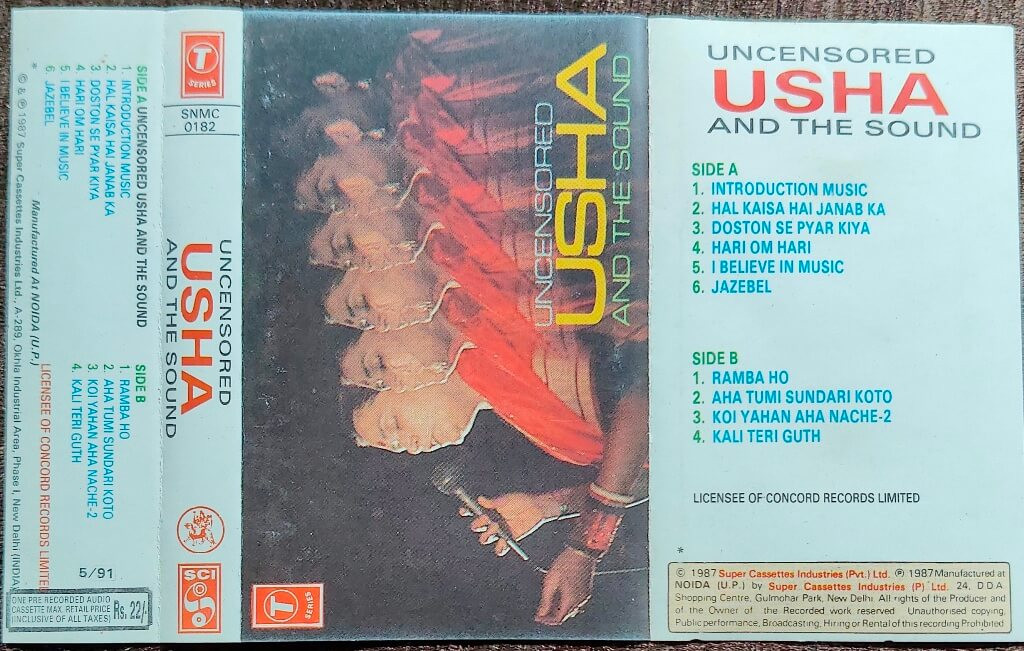 SIDE A UNCENSORED USHA AND THE SOUND
1. INTRODUCTION MUSIC
2. HAL KAISA HAI JANAB KA
3. DOSTON SE PYAR KIYA
4. HARI OM HARI
5. I BELIEVE IN MUSIC
6. JAZEBEL
SIDE B
1. RAMBA HO
2. AHA TUMI SUNDARI KOTO
3. KOI YAHAN AHA NACHE-2
4. KALI TERI GUTH
LICENSEE OF CONCORD RECORDS LIMITED
*
Manufactured At NOIDA (U.P.)
© & ℗ 1987 Super Cassettes Industries Ltd., A-289, Okhla Industrial Area, Phase I, New Delhi (INDIA)
5/91
ONE PRE RECORDED AUDIO
CASSETTE MAX. RETAIL PRICE
(INCLUSIVE OF ALL TAXES)
Rs. 22/-
T
SERIES
SNMC
0182
UNCENSORED
USHA
AND THE SOUND
SCI
UNCENSORED
USHA
AND THE SOUND
T
SERIES
UNCENSORED
USHA
AND THE SOUND
SIDE A
1. INTRODUCTION MUSIC
2. HAL KAISA HAI JANAB KA
3. DOSTON SE PYAR KIYA
4. HARI OM HARI
5. I BELIEVE IN MUSIC
6. JAZEBEL
SIDE B
1. RAMBA HO
2. AHA TUMI SUNDARI KOTO
3. KOI YAHAN AHA NACHE-2
4. KALI TERI GUTH
LICENSEE OF CONCORD RECORDS LIMITED
*
© 1987 Super Cassettes Industries (Pvt.) Ltd. ℗ 1987 Manufactured at
NOIDA (U.P.) by Super Cassettes Industries (P) Ltd. 24, D.D.A.
Shopping Centre, Gulmohar Park, New Delhi. All rights of the Producer and
of the Owner of the Recorded work reserved Unauthorised copying,
Public performance, Broadcasting, Hiring or Rental of this recording Prohibited